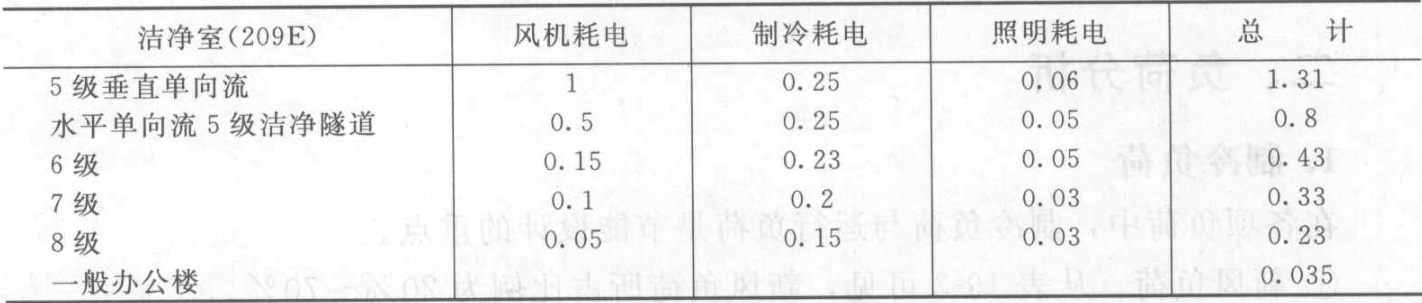 洁净室(209E) 风机耗电 制冷耗电 照明耗电 总 计
5级垂直单向流 1 0.25 0.06 1.31
水平单向流5级洁净隧道 0.5 0.25 0.05 0.8
6级 0.15 0.23 0.05 0.43
7级 0.1 0.2 0.03 0.33
8级 0.05 0.15 0.03 0.23
一般办公楼 0.035